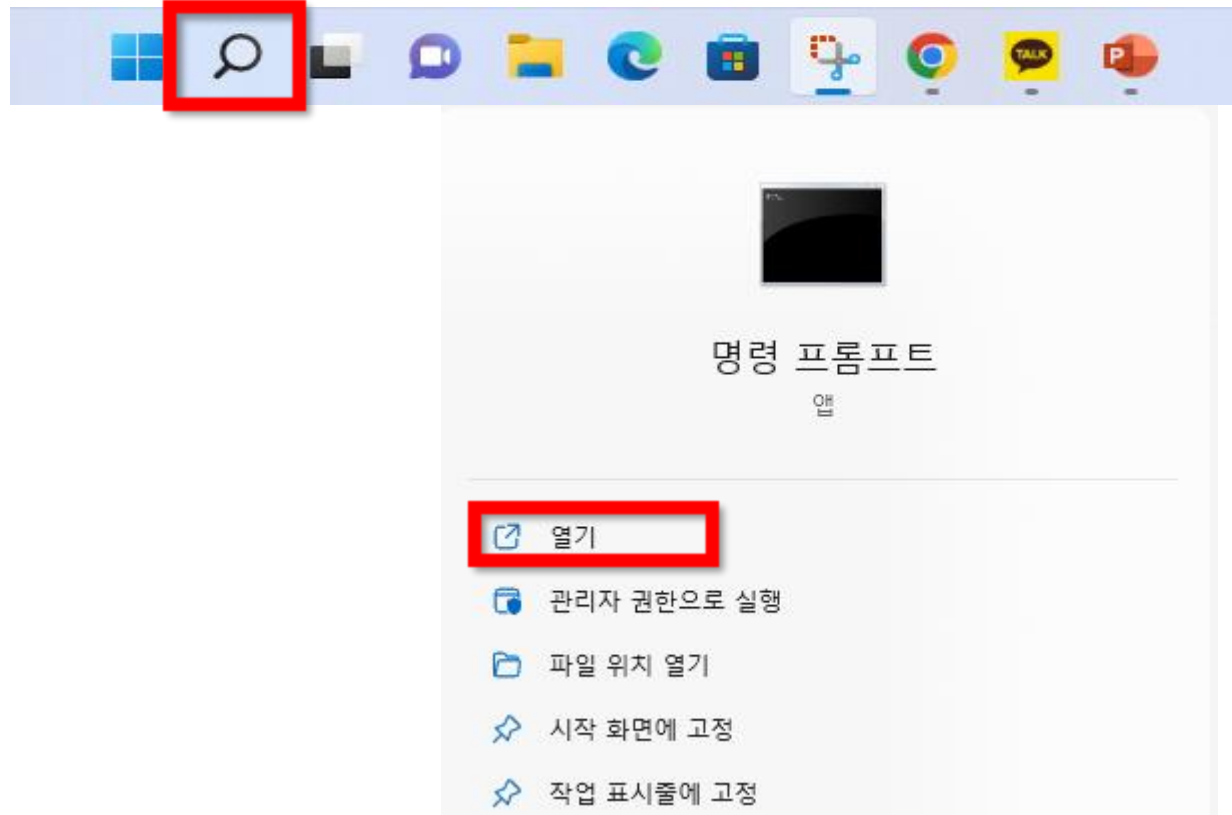 TALK
P
명령 프롬프트
앱
열기
관리자 권한으로 실행
파일 위치 열기
시작 화면에 고정
작업 표시줄에 고정